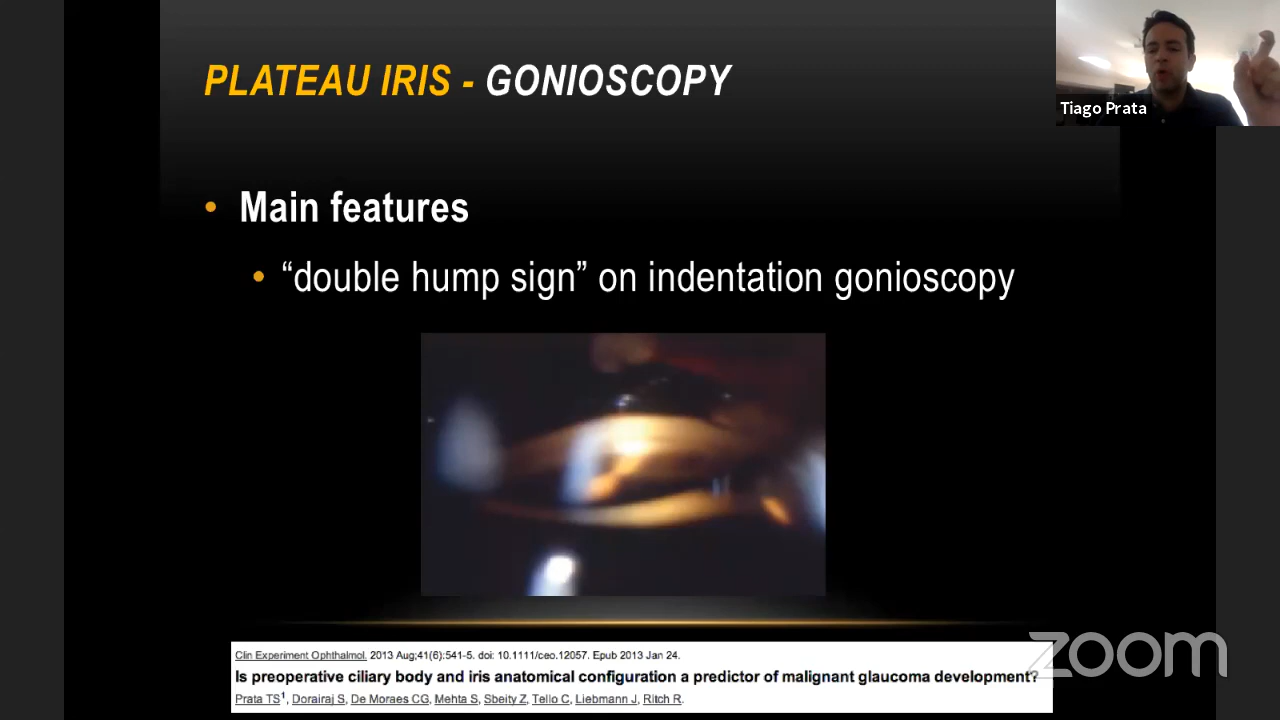 PLATEAU IRIS - GONIOSCOPY
Tiago Prata
• Main features
• “double hump sign” on indentation gonioscopy
Clin Experiment Ophthalmol. 2013 Aug;41(6):541-5. doi: 10.1111/ceo.12057. Epub 2013 Jan 24.
Is preoperative ciliary body and iris anatomical configuration a predictor of malignant glaucoma development?
Prata TS1, Dorairaj S, De Moraes CG, Mehta S, Sbeity Z, Tello C, Liebmann J, Ritch R.
zoom